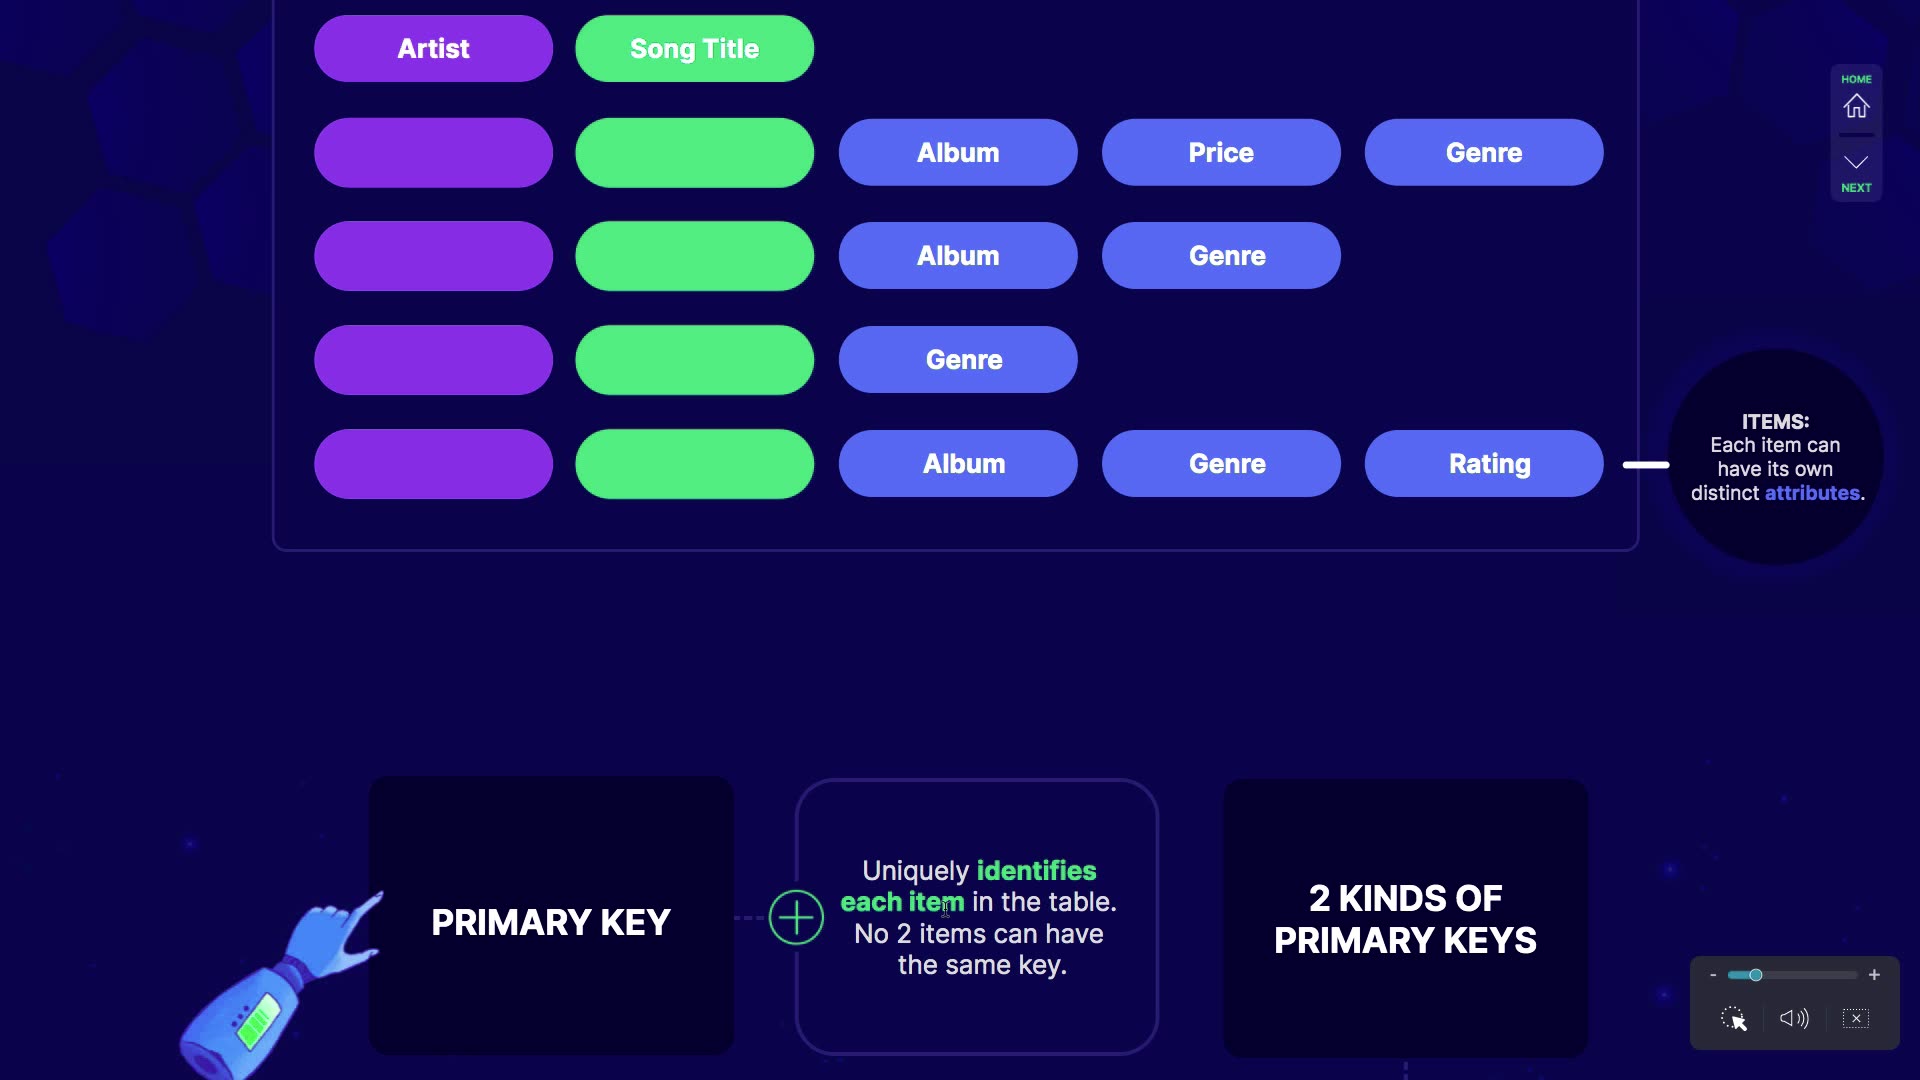 Artist
Song Title
HOME
NEXT
Album
Price
Genre
Album
Genre
Genre
Album
Genre
Rating
ITEMS:
Each item can
have its own
distinct attributes.
PRIMARY KEY
Uniquely identifies
each item in the table.
No 2 items can have
the same key.
2 KINDS OF
PRIMARY KEYS
- +